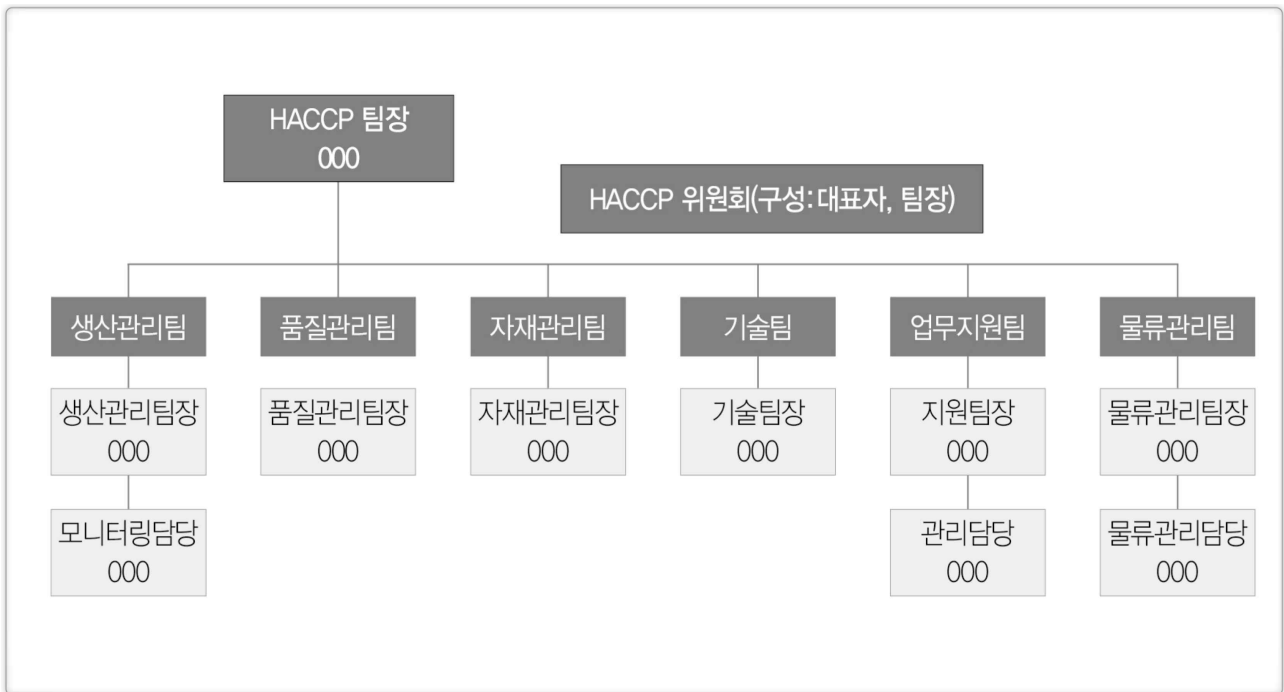 HACCP 팀장
000
HACCP 위원회(구성:대표자, 팀장)
생산관리팀
품질관리팀
자재관리팀
기술팀
업무지원팀
물류관리팀
생산관리팀장
000
품질관리팀장
000
자재관리팀장
000
기술팀장
000
지원팀장
000
물류관리팀장
000
모니터링담당
000
관리담당
000
물류관리담당
000